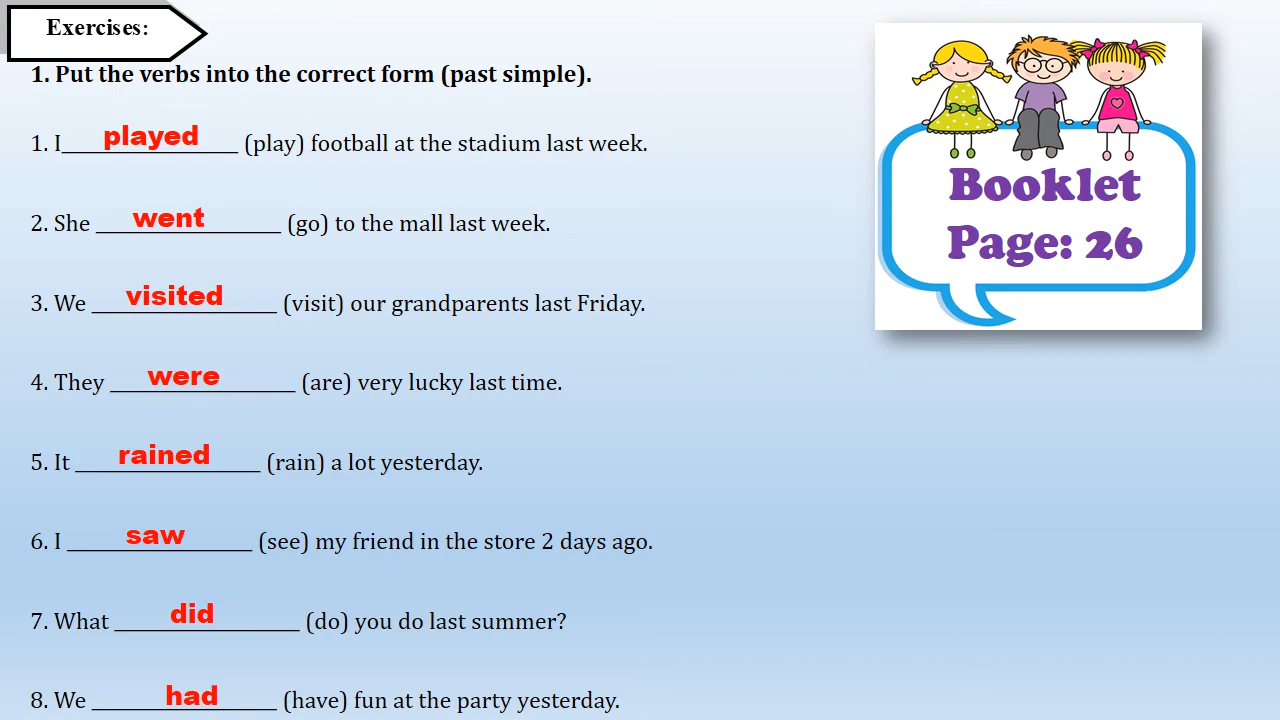 Exercises:
1. Put the verbs into the correct form (past simple).
1. I played (play) football at the stadium last week.
2. She went (go) to the mall last week.
3. We visited (visit) our grandparents last Friday.
4. They were (are) very lucky last time.
5. It rained (rain) a lot yesterday.
6. I saw (see) my friend in the store 2 days ago.
7. What did (do) you do last summer?
8. We had (have) fun at the party yesterday.
Booklet
Page: 26